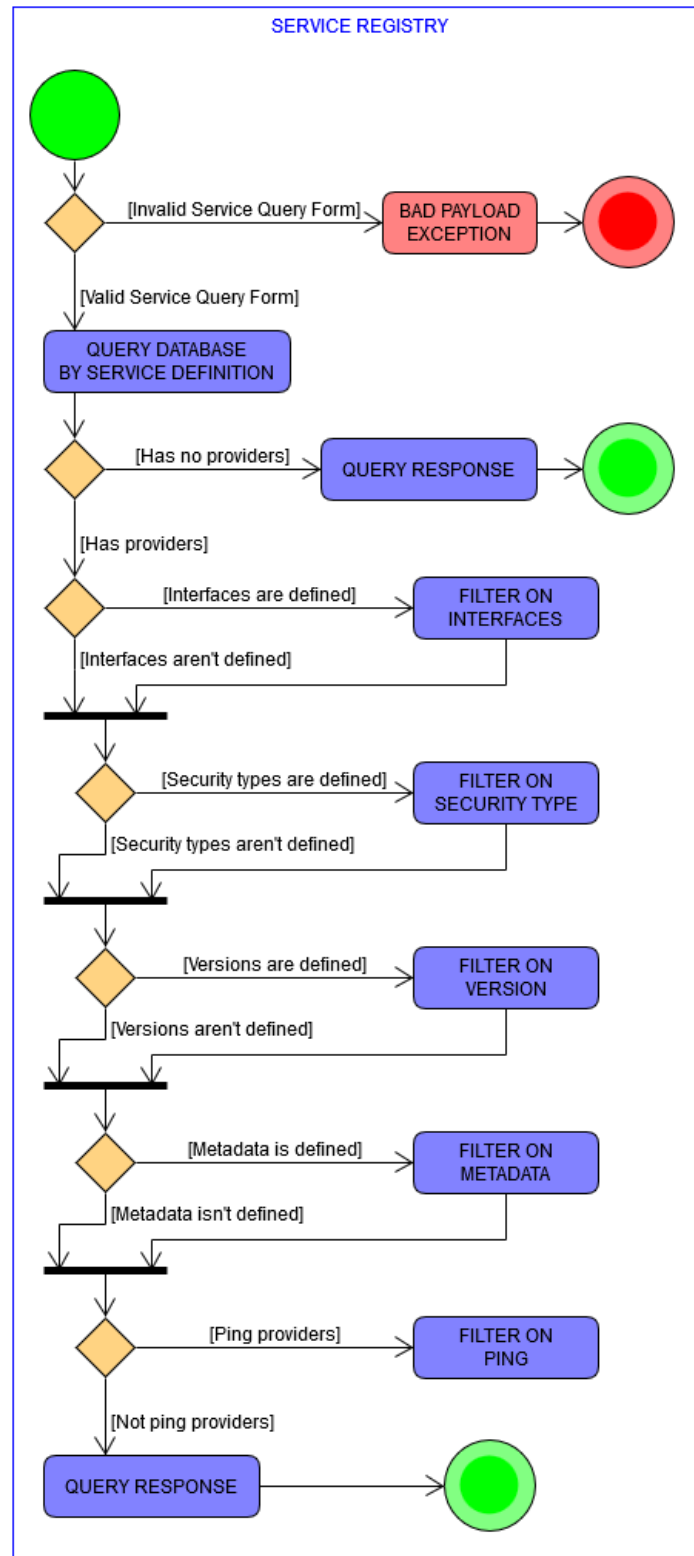 SERVICE REGISTRY
[Invalid Service Query Form]
BAD PAYLOAD
EXCEPTION
[Valid Service Query Form]
QUERY DATABASE
BY SERVICE DEFINITION
[Has no providers]
QUERY RESPONSE
[Has providers]
[Interfaces are defined]
FILTER ON
INTERFACES
[Interfaces aren't defined]
[Security types are defined]
FILTER ON
SECURITY TYPE
[Security types aren't defined]
[Versions are defined]
FILTER ON
VERSION
[Versions aren't defined]
[Metadata is defined]
FILTER ON
METADATA
[Metadata isn't defined]
[Ping providers]
FILTER ON
PING
[Not ping providers]
QUERY RESPONSE